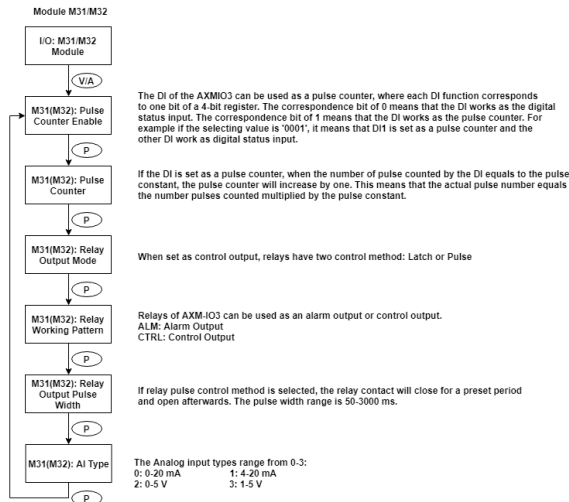 Module M31/M32
I/O: M31/M32
Module
V/A
M31(M32): Pulse
Counter Enable
The DI of the AXMIO3 can be used as a pulse counter, where each DI function corresponds
to one bit of a 4-bit register. The correspondence bit of 0 means that the DI works as the digital
status input. The correspondence bit of 1 means that the DI works as the pulse counter. For
example if the selecting value is '0001', it means that DI1 is set as a pulse counter and the
other DI work as digital status input.
P
M31(M32): Pulse
Counter
If the DI is set as a pulse counter, when the number of pulse counted by the DI equals to the pulse
constant, the pulse counter will increase by one. This means that the actual pulse number equals
the number pulses counted multiplied by the pulse constant.
P
M31(M32): Relay
Output Mode
When set as control output, relays have two control method: Latch or Pulse
P
M31(M32): Relay
Working Pattern
Relays of AXM-IO3 can be used as an alarm output or control output.
ALM: Alarm Output
CTRL: Control Output
P
M31(M32): Relay
Output Pulse
Width
If relay pulse control method is selected, the relay contact will close for a preset period
and open afterwards. The pulse width range is 50-3000 ms.
P
M31(M32): AI Type
The Analog input types range from 0-3:
0: 0-20 mA 1: 4-20 mA
2: 0-5 V 3: 1-5 V
P